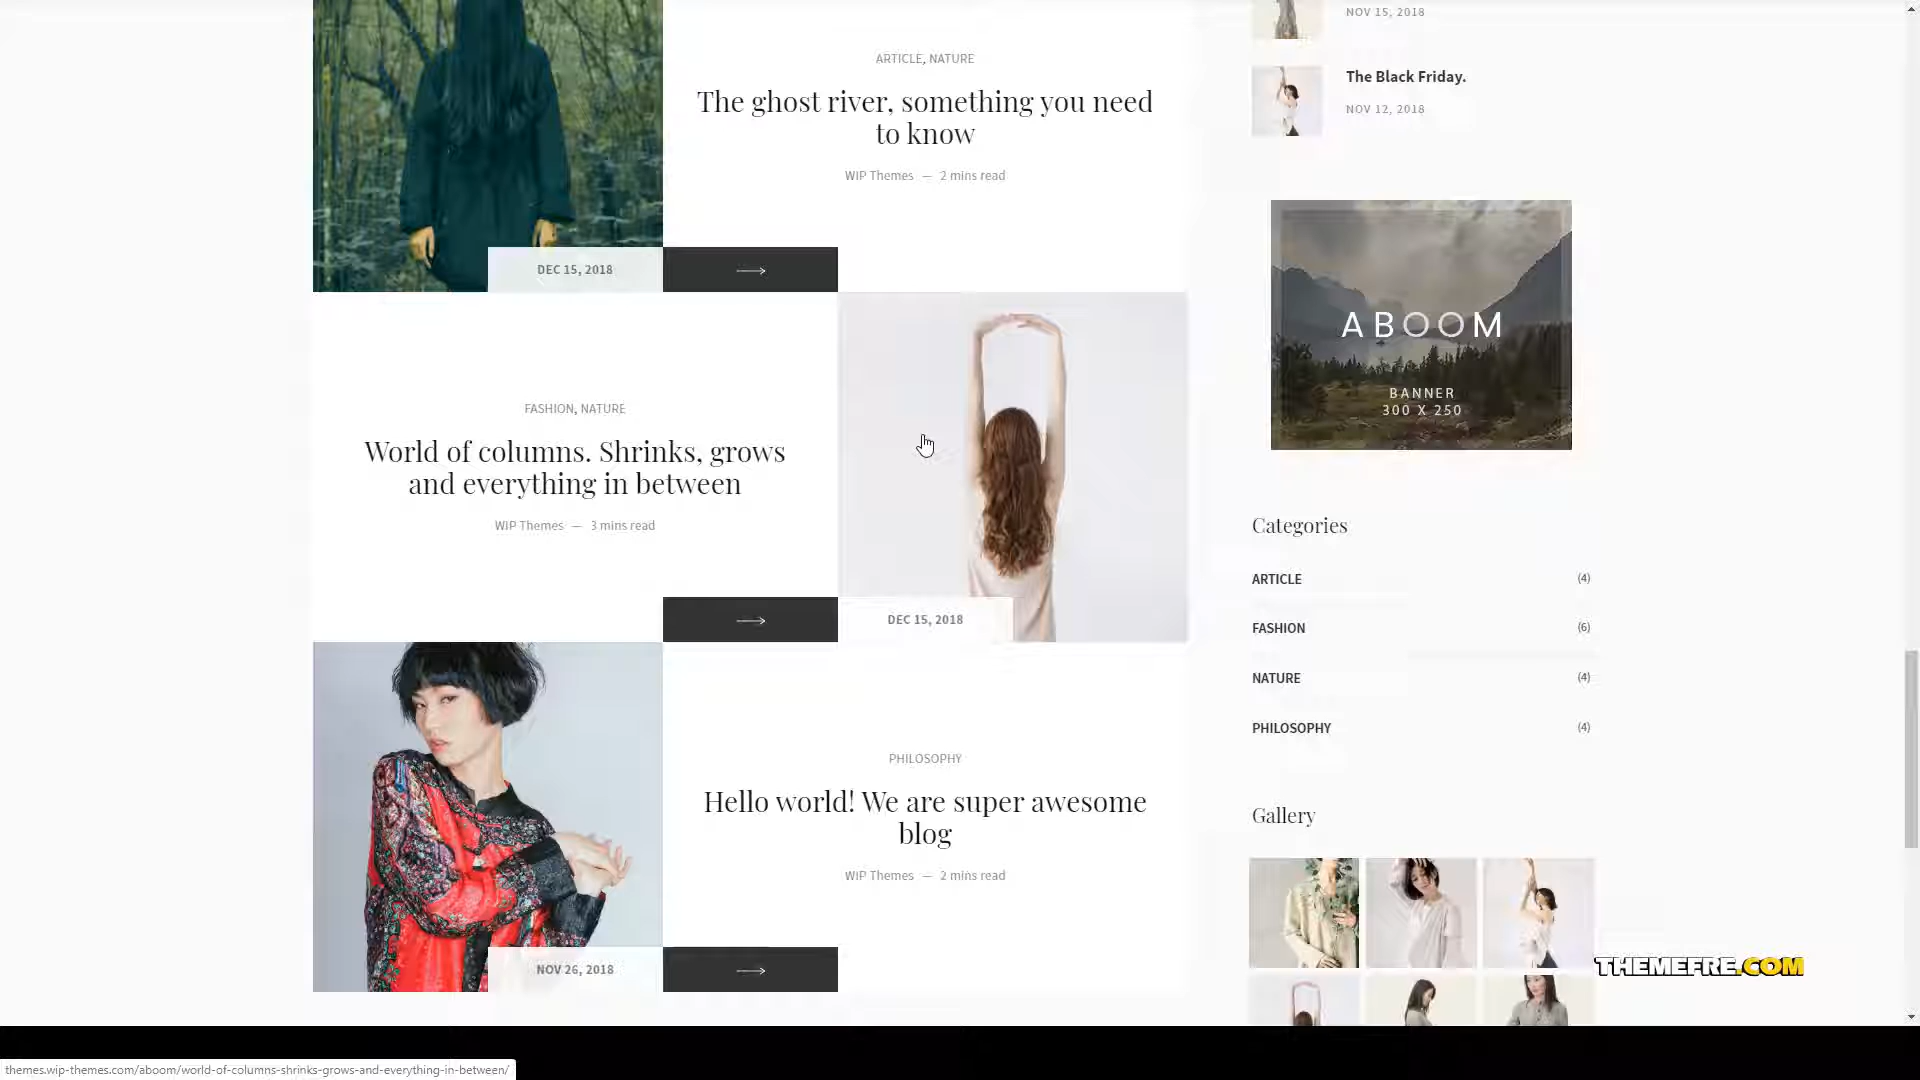 ARTICLE, NATURE
The ghost river, something you need
to know
WIP Themes — 2 mins read
DEC 15, 2018
FASHION, NATURE
World of columns. Shrinks, grows
and everything in between
WIP Themes — 3 mins read
DEC 15, 2018
PHILOSOPHY
Hello world! We are super awesome
blog
WIP Themes — 2 mins read
NOV 26, 2018
NOV 15, 2018
The Black Friday.
NOV 12, 2018
ABOOM
BANNER
300 X 250
Categories
ARTICLE (4)
FASHION (6)
NATURE (4)
PHILOSOPHY (4)
Gallery
THEMEFRE.COM
themes.wip-themes.com/aboom/world-of-columns-shrinks-grows-and-everything-in-between/